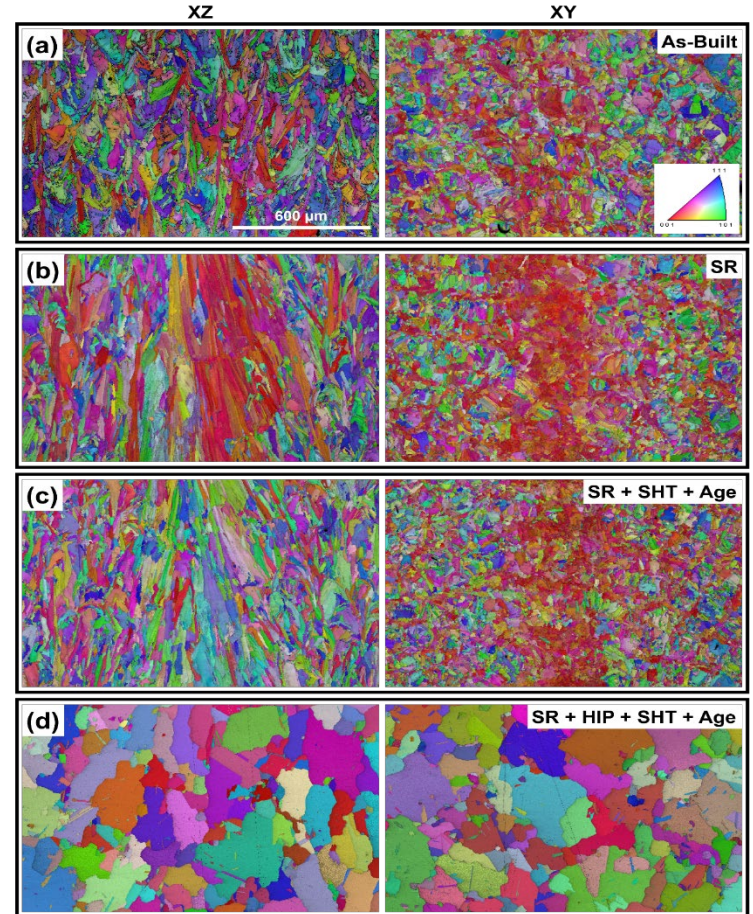 XZ XY
(a) As-Built
600 µm
111
001 101
(b) SR
(c) SR + SHT + Age
(d) SR + HIP + SHT + Age